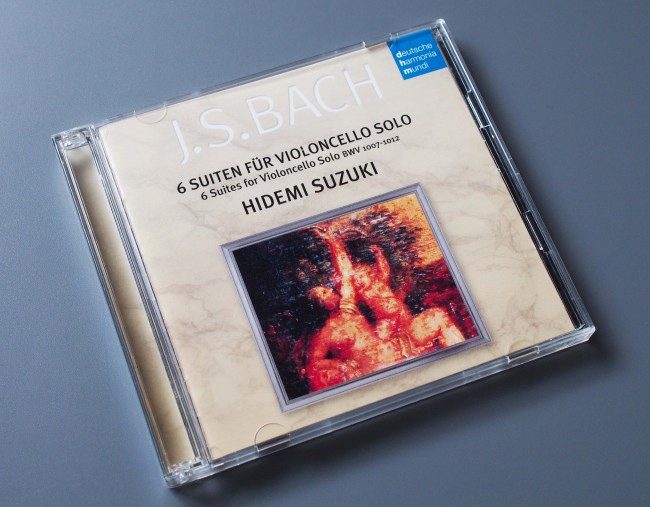 deutsche
harmonia
mundi
J.S.BACH
6 SUITEN FÜR VIOLONCELLO SOLO
6 Suites for Violoncello Solo BWV 1007-1012
HIDEMI SUZUKI